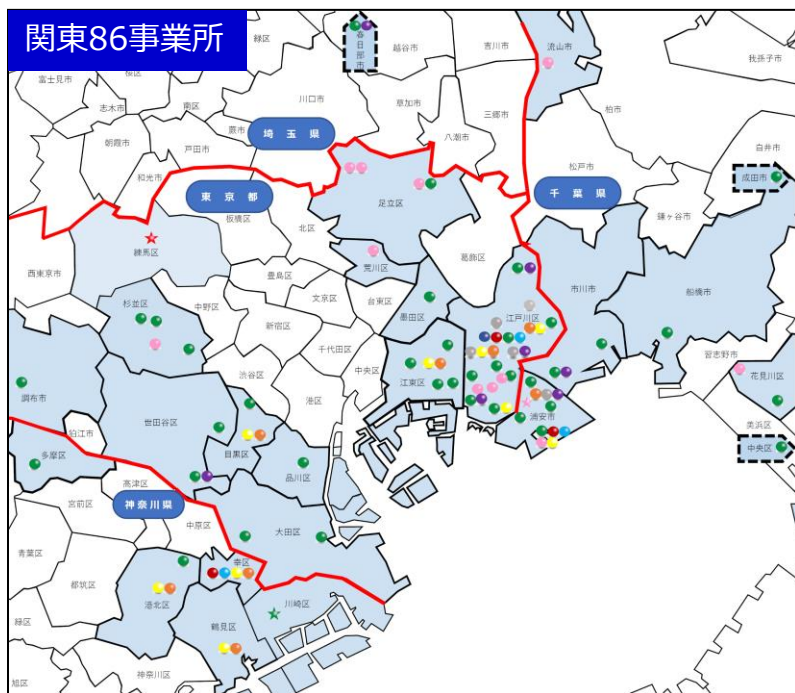 関東86事業所
緑区
春日部市
越谷市
吉川市
流山市
我孫子市
富士見市
志木市
南区
川口市
草加市
三郷市
柏市
朝霞市
戸田市
蕨市
埼玉県
八潮市
白井市
和光市
東京都
足立区
千葉県
松戸市
成田市
板橋区
北区
鎌ヶ谷市
練馬区
西東京市
荒川区
葛飾区
豊島区
市川市
船橋市
杉並区
中野区
文京区
台東区
墨田区
江戸川区
新宿区
千代田区
習志野市
渋谷区
中央区
江東区
花見川区
調布市
港区
世田谷区
浦安市
美浜区
狛江市
目黒区
品川区
中央区
多摩区
高津区
宮前区
神奈川県
中原区
大田区
青葉区
幸区
都筑区
港北区
川崎区
緑区
鶴見区
神奈川区
旭区